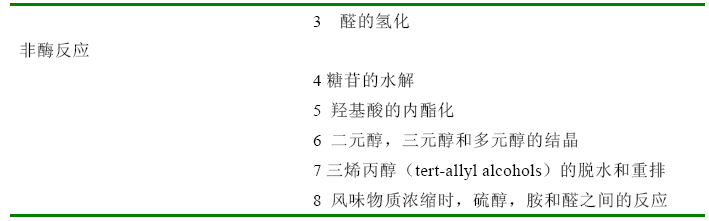 3 醛的氢化
非酶反应
4 糖苷的水解
5 羟基酸的内酯化
6 二元醇，三元醇和多元醇的结晶
7 三烯丙醇（tert-allyl alcohols）的脱水和重排
8 风味物质浓缩时，硫醇，胺和醛之间的反应